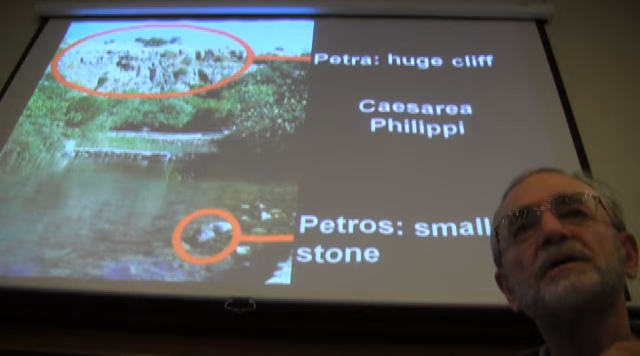 Petra: huge cliff
Caesarea
Philippi
Petros: small
stone